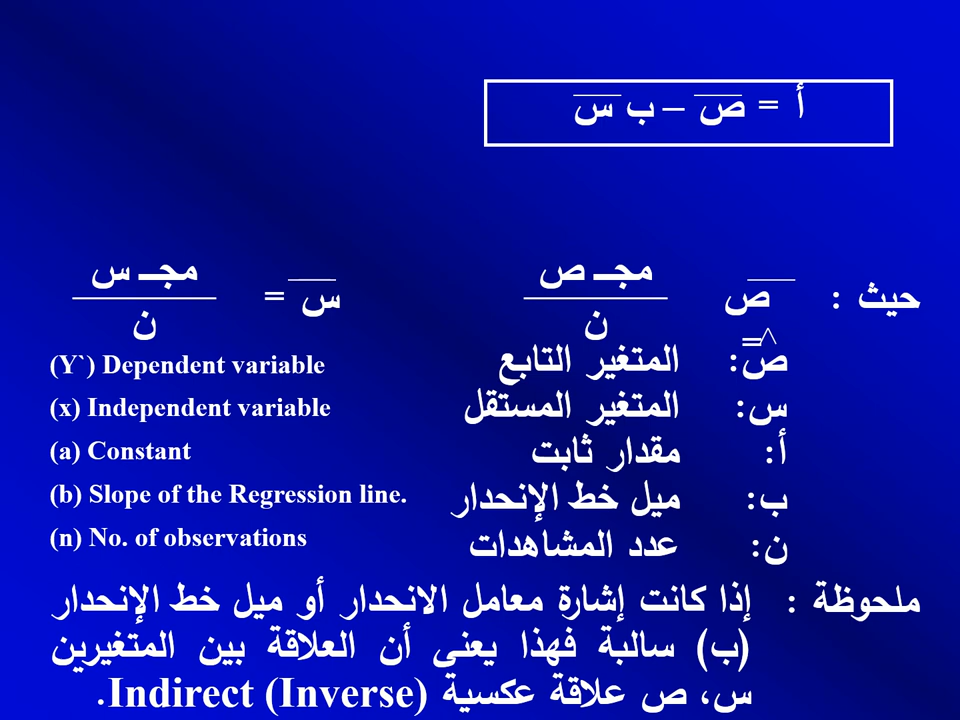 أ = ص – ب س
حيث : ص = مجـ ص / ن س = مجـ س / ن
ص^: المتغير التابع (Y`) Dependent variable
س: المتغير المستقل (x) Independent variable
أ: مقدار ثابت (a) Constant
ب: ميل خط الإنحدار (b) Slope of the Regression line.
ن: عدد المشاهدات (n) No. of observations
ملحوظة : إذا كانت إشارة معامل الانحدار أو ميل خط الإنحدار
(ب) سالبة فهذا يعنى أن العلاقة بين المتغيرين
س، ص علاقة عكسية Indirect (Inverse).